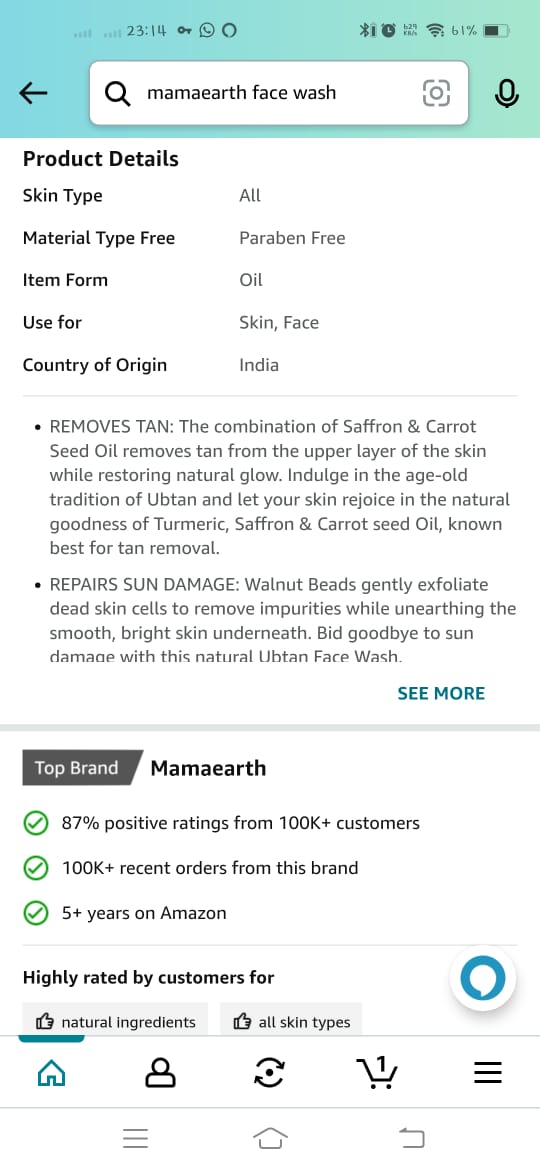 23:14
629
KB/s
61%
mamaearth face wash
Product Details
Skin Type All
Material Type Free Paraben Free
Item Form Oil
Use for Skin, Face
Country of Origin India
• REMOVES TAN: The combination of Saffron & Carrot
Seed Oil removes tan from the upper layer of the skin
while restoring natural glow. Indulge in the age-old
tradition of Ubtan and let your skin rejoice in the natural
goodness of Turmeric, Saffron & Carrot seed Oil, known
best for tan removal.
• REPAIRS SUN DAMAGE: Walnut Beads gently exfoliate
dead skin cells to remove impurities while unearthing the
smooth, bright skin underneath. Bid goodbye to sun
damage with this natural Ubtan Face Wash.
SEE MORE
Top Brand Mamaearth
87% positive ratings from 100K+ customers
100K+ recent orders from this brand
5+ years on Amazon
Highly rated by customers for
natural ingredients all skin types
1